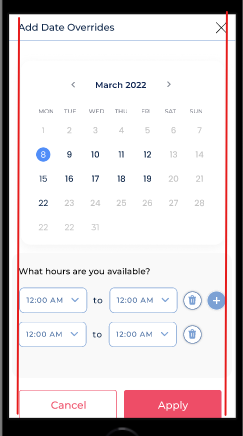 Add Date Overrides
March 2022
MON TUE WED THU FRI SAT SUN
1 2 3 4 5 6 7
8 9 10 11 12 13 14
15 16 17 18 19 20 21
22 23 24 25 25 27 28
22 22 31
What hours are you available?
12:00 AM to 12:00 AM
12:00 AM to 12:00 AM
Cancel Apply